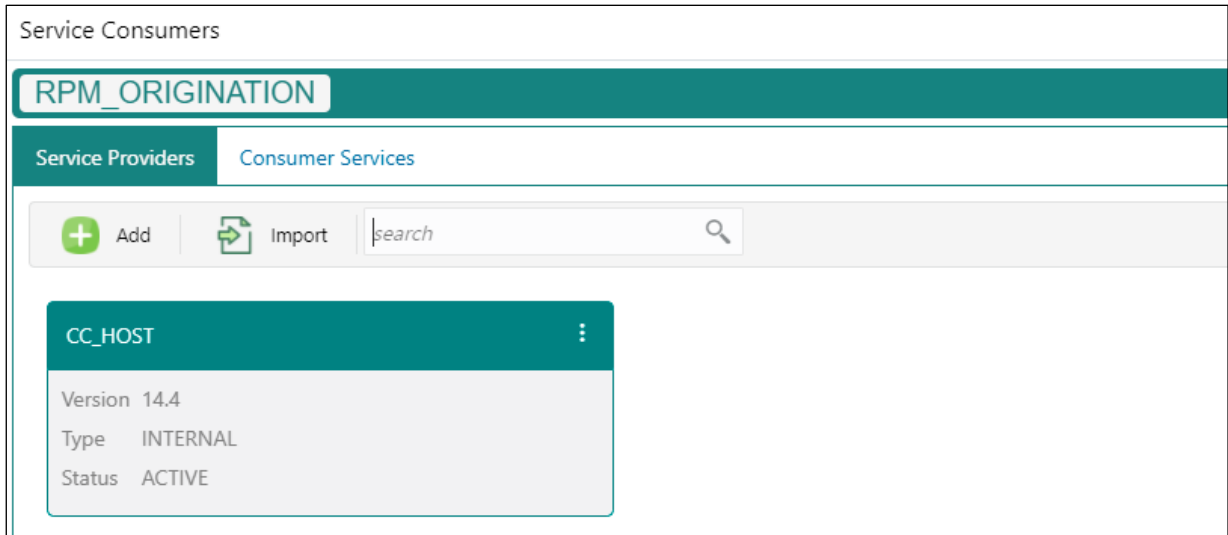 Service Consumers
RPM_ORIGINATION
Service Providers Consumer Services
Add Import search
CC_HOST
Version 14.4
Type INTERNAL
Status ACTIVE